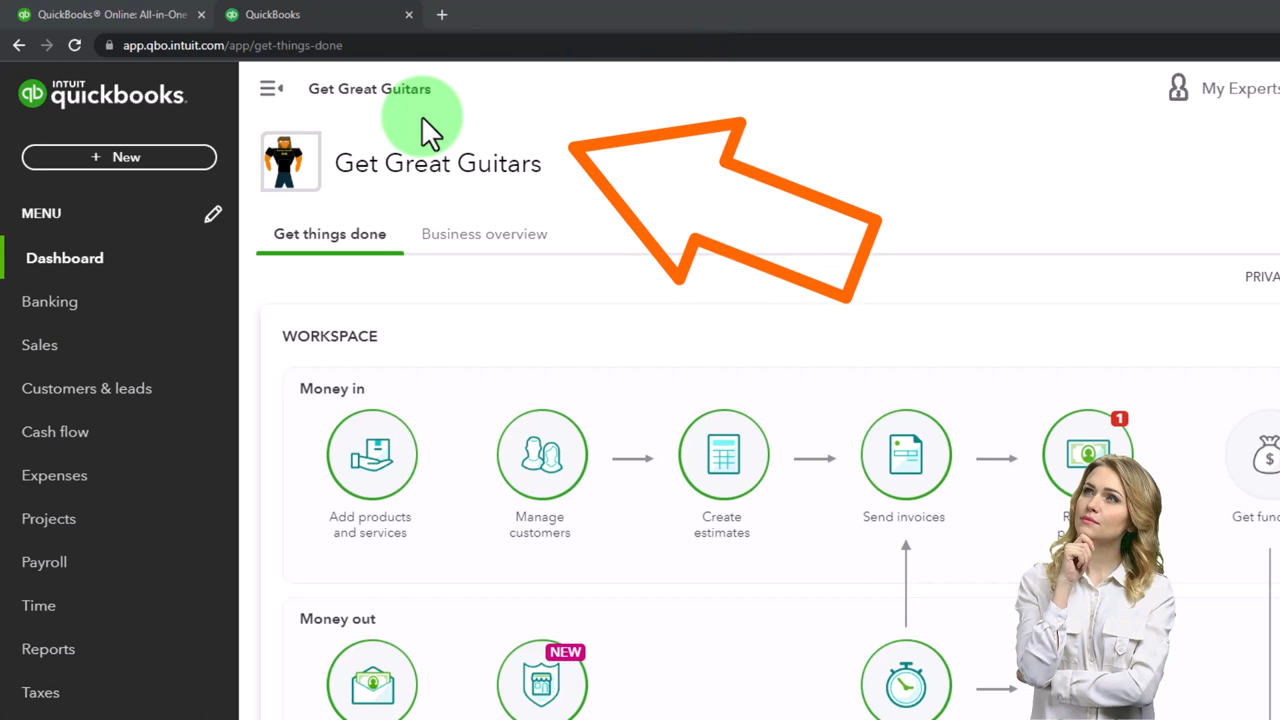 QuickBooks® Online: All-in-One
QuickBooks
app.qbo.intuit.com/app/get-things-done
INTUIT
quickbooks.
qb
Get Great Guitars
My Experts
+ New
Get Great Guitars
MENU
Get things done
Business overview
Dashboard
PRIVA
Banking
WORKSPACE
Sales
Customers & leads
Money in
Cash flow
1
$
Expenses
Projects
Add products
and services
Manage
customers
Create
estimates
Send invoices
Payroll
Time
Money out
Reports
NEW
Taxes